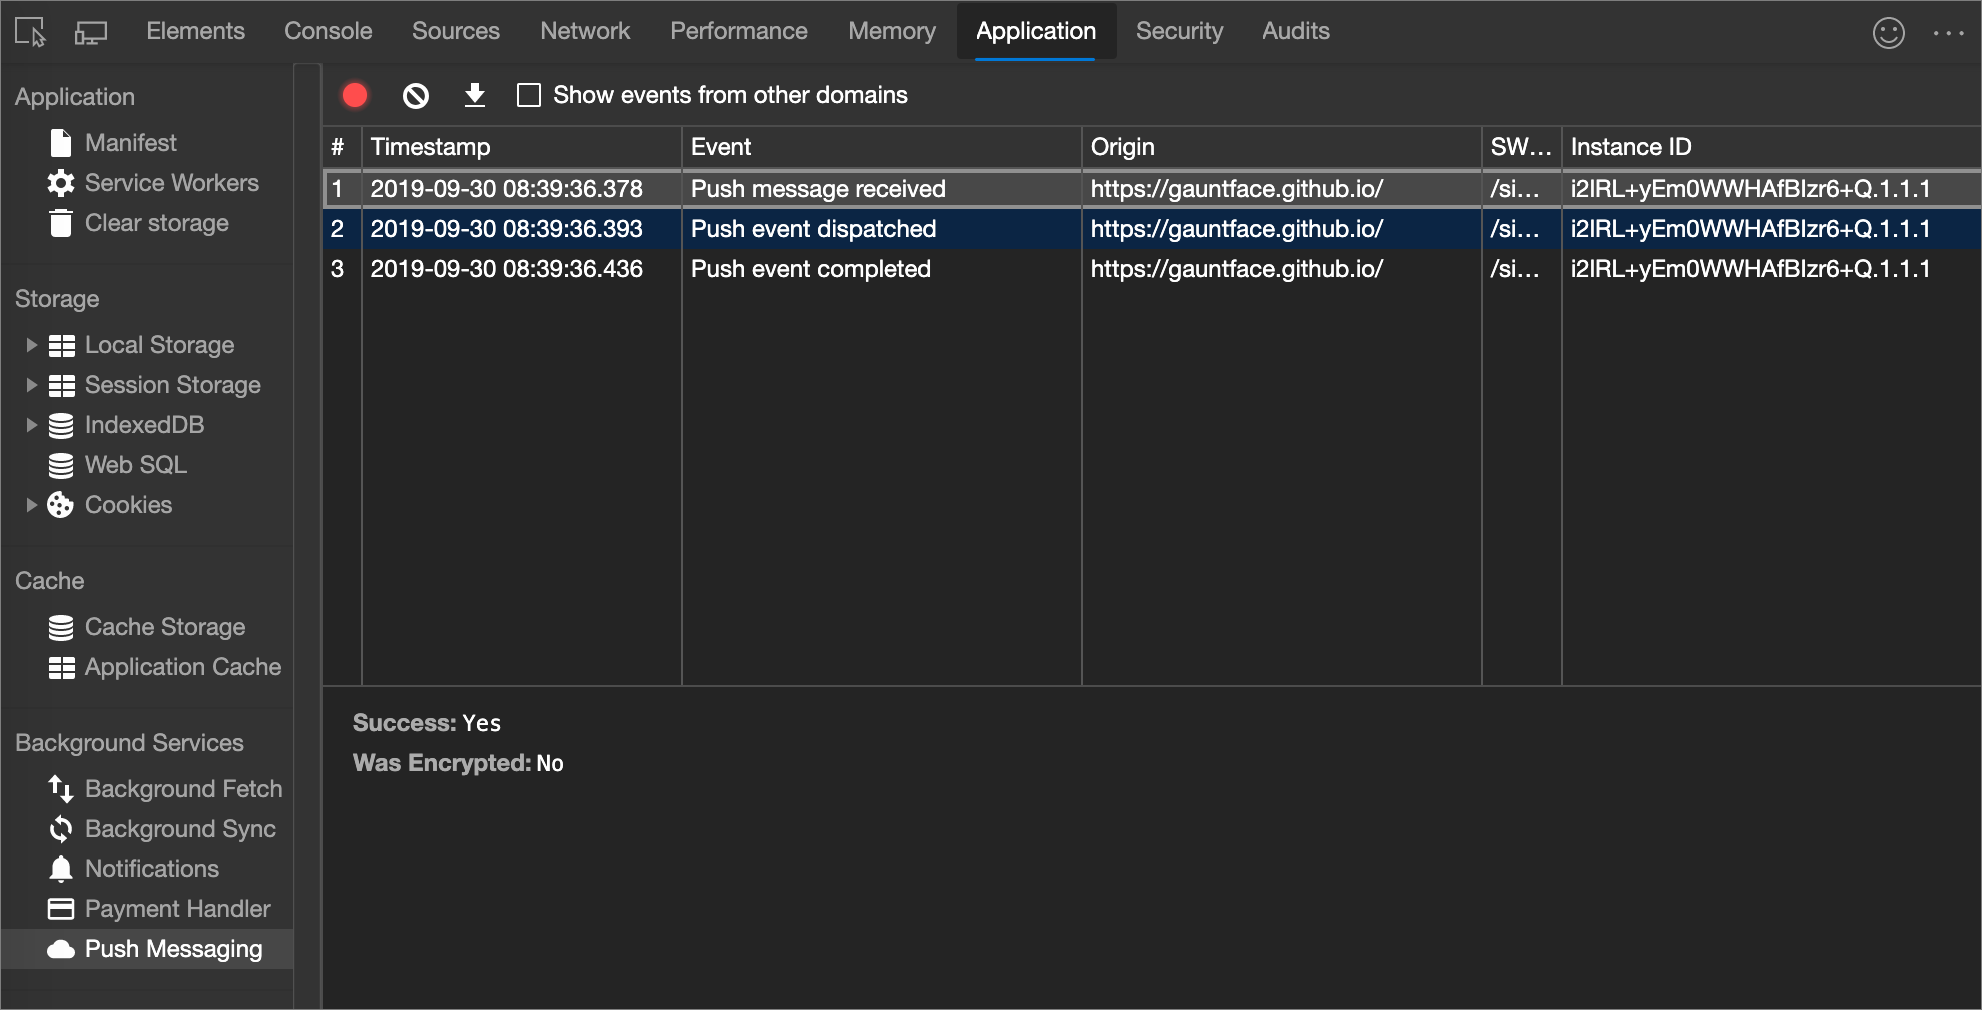 Elements Console Sources Network Performance Memory Application Security Audits
Application
Manifest
Service Workers
Clear storage
Storage
Local Storage
Session Storage
IndexedDB
Web SQL
Cookies
Cache
Cache Storage
Application Cache
Background Services
Background Fetch
Background Sync
Notifications
Payment Handler
Push Messaging
Show events from other domains
# Timestamp Event Origin SW... Instance ID
1 2019-09-30 08:39:36.378 Push message received https://gauntface.github.io/ /si... i2IRL+yEm0WWHAfBIzr6+Q.1.1.1
2 2019-09-30 08:39:36.393 Push event dispatched https://gauntface.github.io/ /si... i2IRL+yEm0WWHAfBIzr6+Q.1.1.1
3 2019-09-30 08:39:36.436 Push event completed https://gauntface.github.io/ /si... i2IRL+yEm0WWHAfBIzr6+Q.1.1.1
Success: Yes
Was Encrypted: No